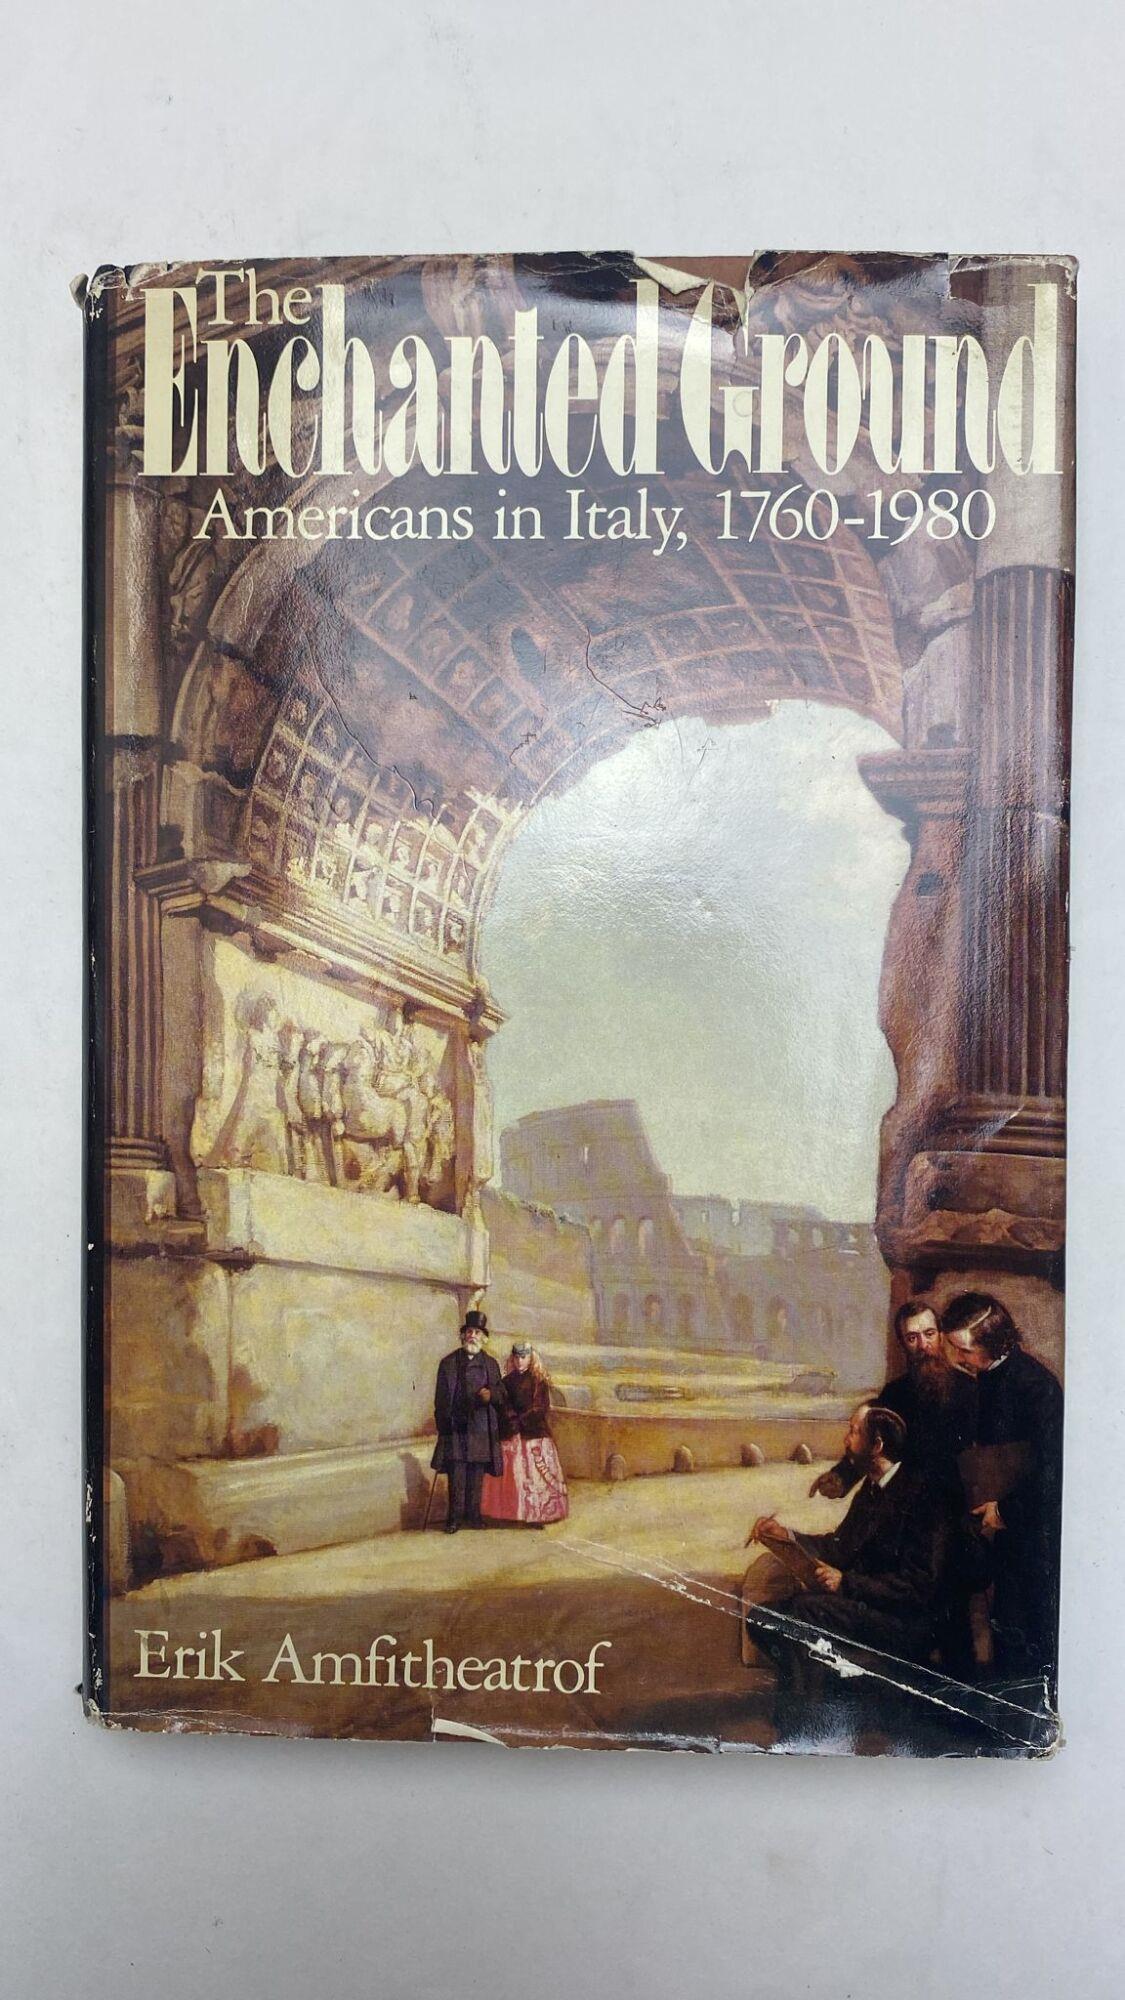 The
Enchanted Ground
Americans in Italy, 1760-1980
Erik Amfitheatrof